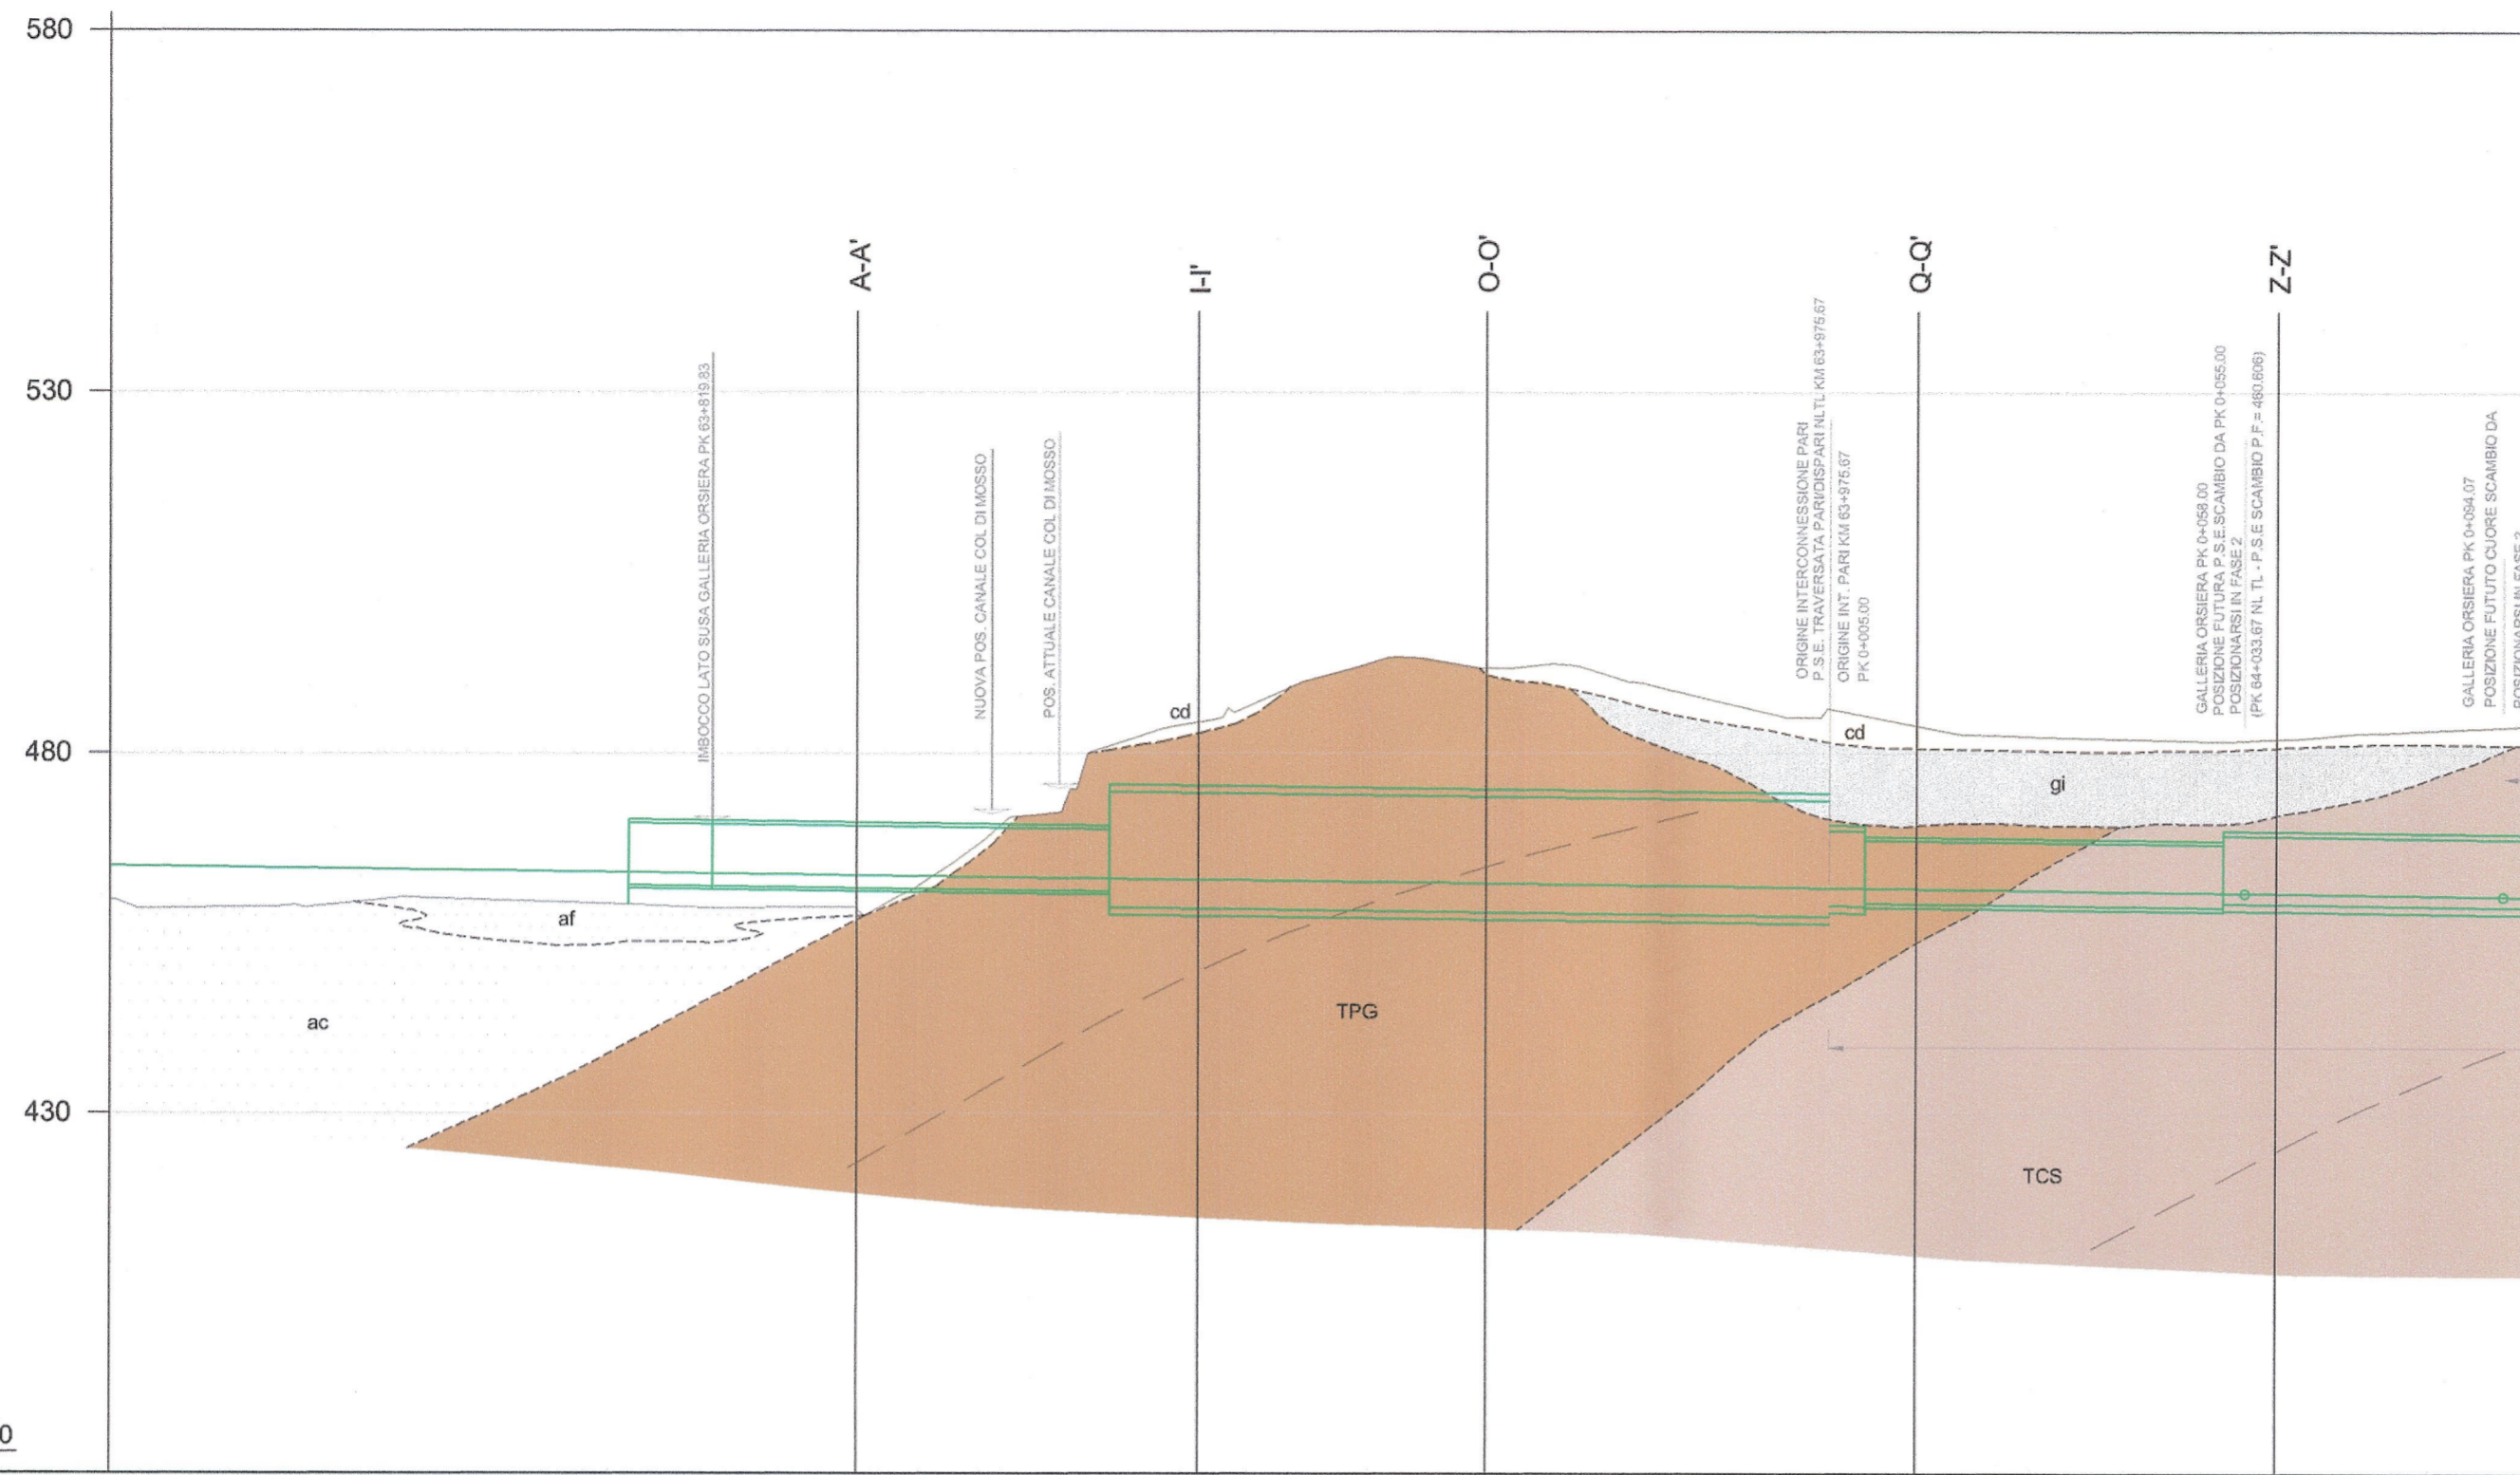 580
530
480
430
0
A-A'
I-I'
O-O'
Q-Q'
Z-Z'
IMBOCCO LATO SUSA GALLERIA ORSIERA PK 63+819.83
NUOVA POS. CANALE COL DI MOSSO
POS. ATTUALE CANALE COL DI MOSSO
ORIGINE INTERCONNESSIONE PARI
P.S.E. TRAVERSATA PARI/DISPARI NLTL KM 63+975.67
ORIGINE INT. PARI KM 63+975.67
PK 0+005.00
GALLERIA ORSIERA PK 0+058.00
POSIZIONE FUTURA P.S.E.SCAMBIO DA PK 0+055.00
POSIZIONARSI IN FASE 2
(PK 64+033.67 NL TL - P.S.E SCAMBIO P.F.= 460.606)
GALLERIA ORSIERA PK 0+094.07
POSIZIONE FUTUTO CUORE SCAMBIO DA
cd
cd
gi
af
ac
TPG
TCS